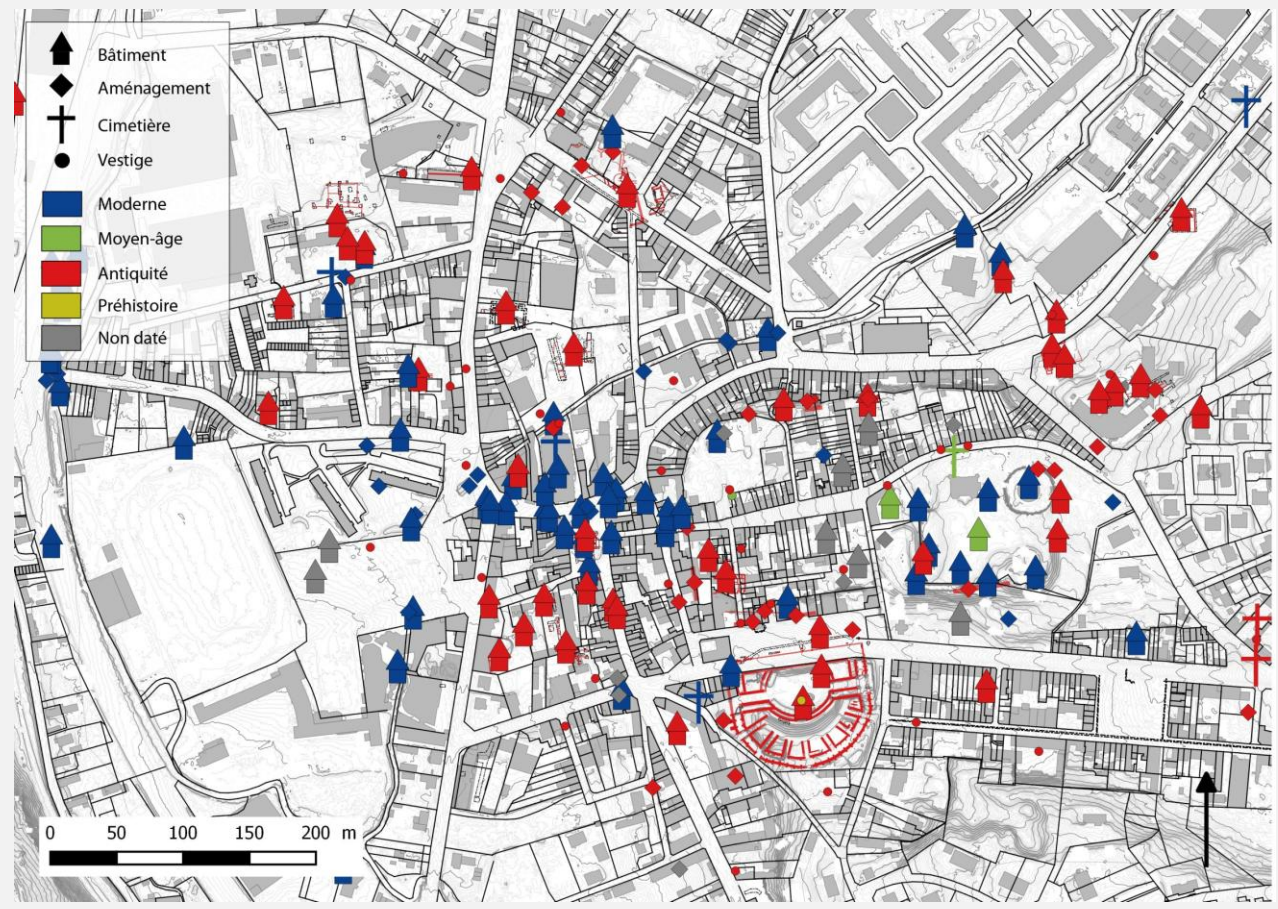 Bâtiment
Aménagement
Cimetière
Vestige
Moderne
Moyen-âge
Antiquité
Préhistoire
Non daté
0 50 100 150 200 m